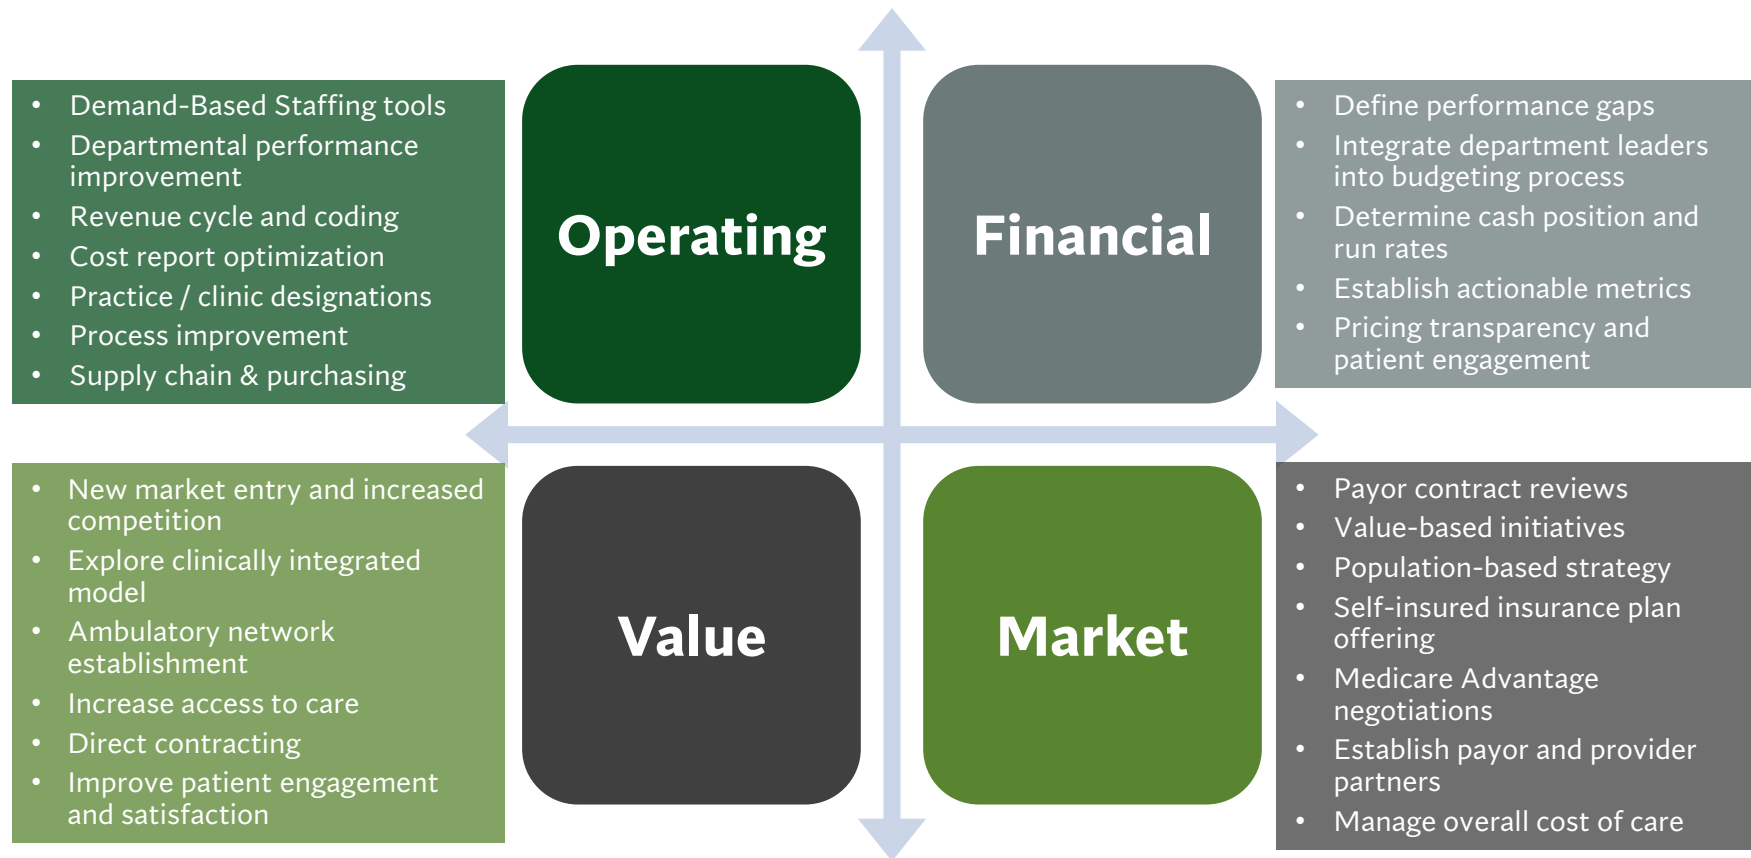 • Demand-Based Staffing tools
• Departmental performance
improvement
• Revenue cycle and coding
• Cost report optimization
• Practice / clinic designations
• Process improvement
• Supply chain & purchasing
Operating
Financial
• Define performance gaps
• Integrate department leaders
into budgeting process
• Determine cash position and
run rates
• Establish actionable metrics
• Pricing transparency and
patient engagement
• New market entry and increased
competition
• Explore clinically integrated
model
• Ambulatory network
establishment
• Increase access to care
• Direct contracting
• Improve patient engagement
and satisfaction
Value
Market
• Payor contract reviews
• Value-based initiatives
• Population-based strategy
• Self-insured insurance plan
offering
• Medicare Advantage
negotiations
• Establish payor and provider
partners
• Manage overall cost of care